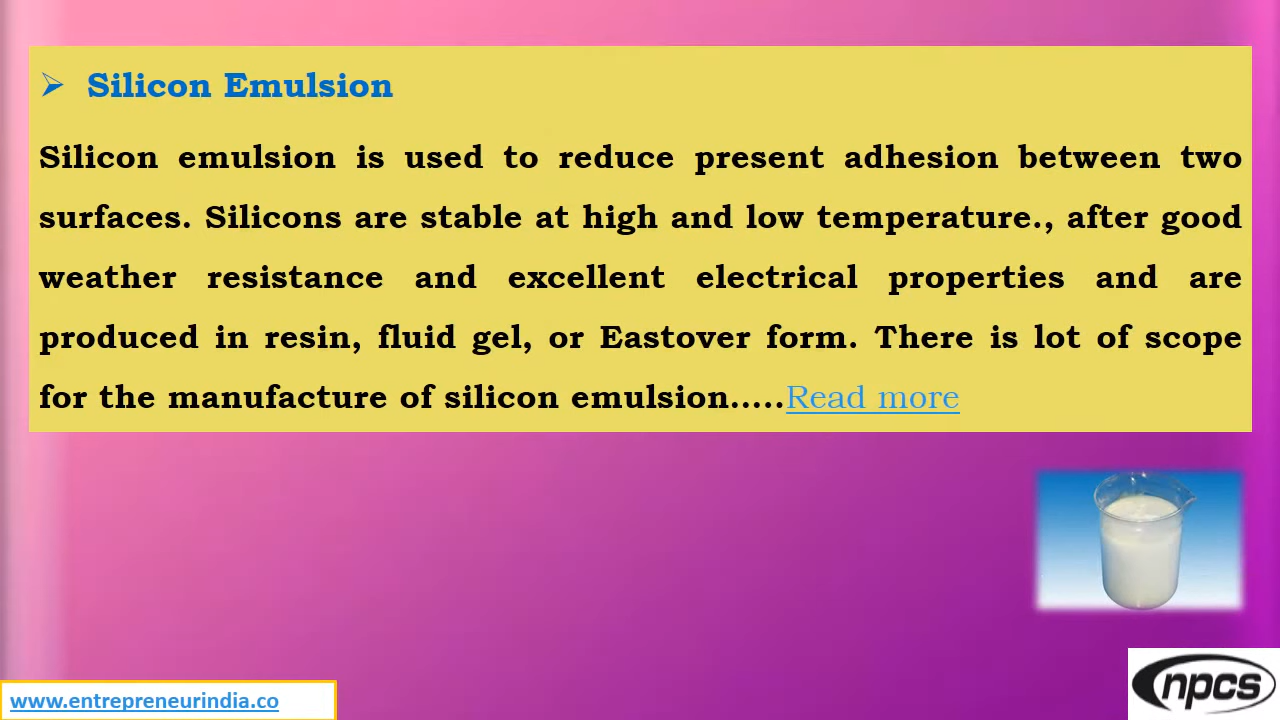 Silicon Emulsion
Silicon emulsion is used to reduce present adhesion between two
surfaces. Silicons are stable at high and low temperature., after good
weather resistance and excellent electrical properties and are
produced in resin, fluid gel, or Eastover form. There is lot of scope
for the manufacture of silicon emulsion.....Read more
www.entrepreneurindia.co
npcs